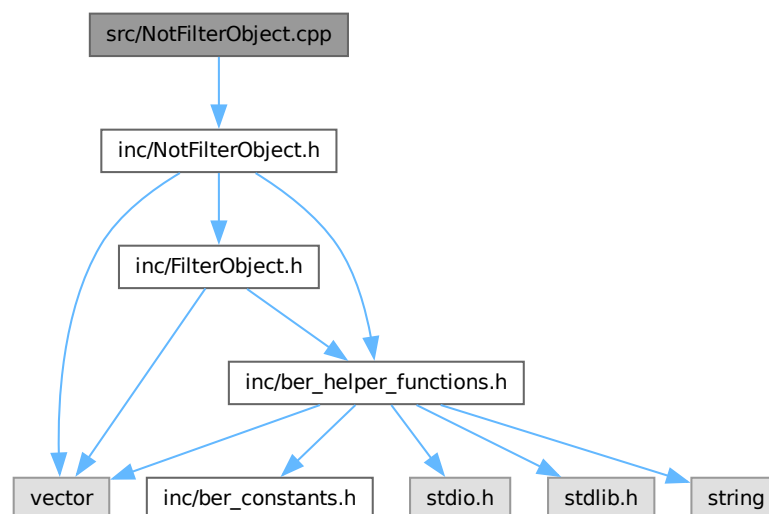 src/NotFilterObject.cpp
inc/NotFilterObject.h
inc/FilterObject.h
inc/ber_helper_functions.h
vector
inc/ber_constants.h
stdio.h
stdlib.h
string